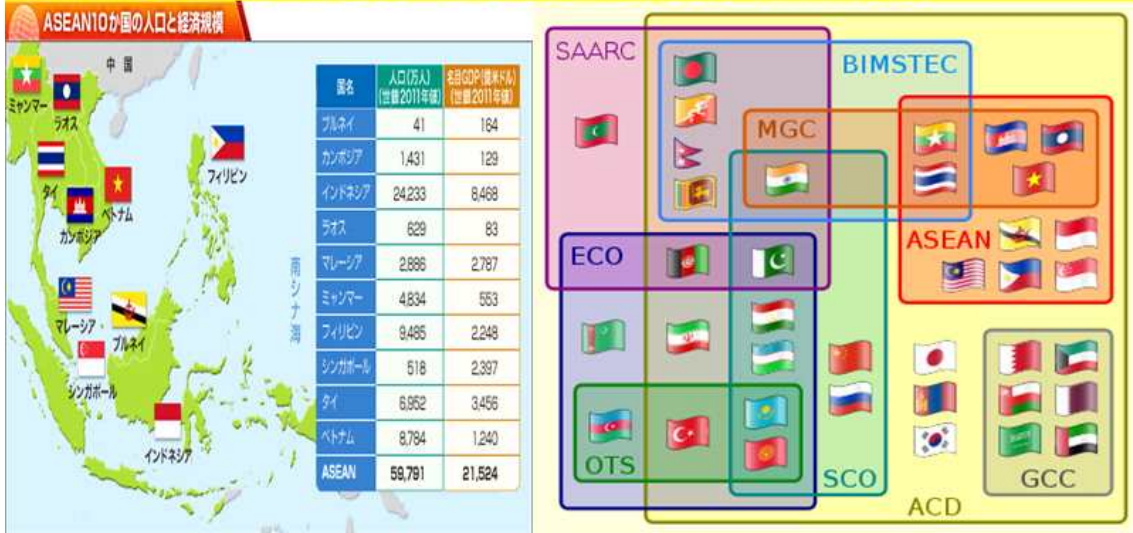 ASEAN10か国の人口と経済規模
中国
ミャンマー
ラオス
タイ
ベトナム
カンボジア
フィリピン
南シナ海
マレーシア
ブルネイ
シンガポール
インドネシア
国名 人口(万人)(世銀2011年値) 名目GDP(億米ドル)(世銀2011年値)
ブルネイ 41 164
カンボジア 1,431 129
インドネシア 24,233 8,468
ラオス 629 83
マレーシア 2,886 2,787
ミャンマー 4,834 553
フィリピン 9,485 2,248
シンガポール 518 2,397
タイ 6,952 3,456
ベトナム 8,784 1,240
ASEAN 59,791 21,524
SAARC
BIMSTEC
MGC
ASEAN
ECO
OTS
SCO
GCC
ACD